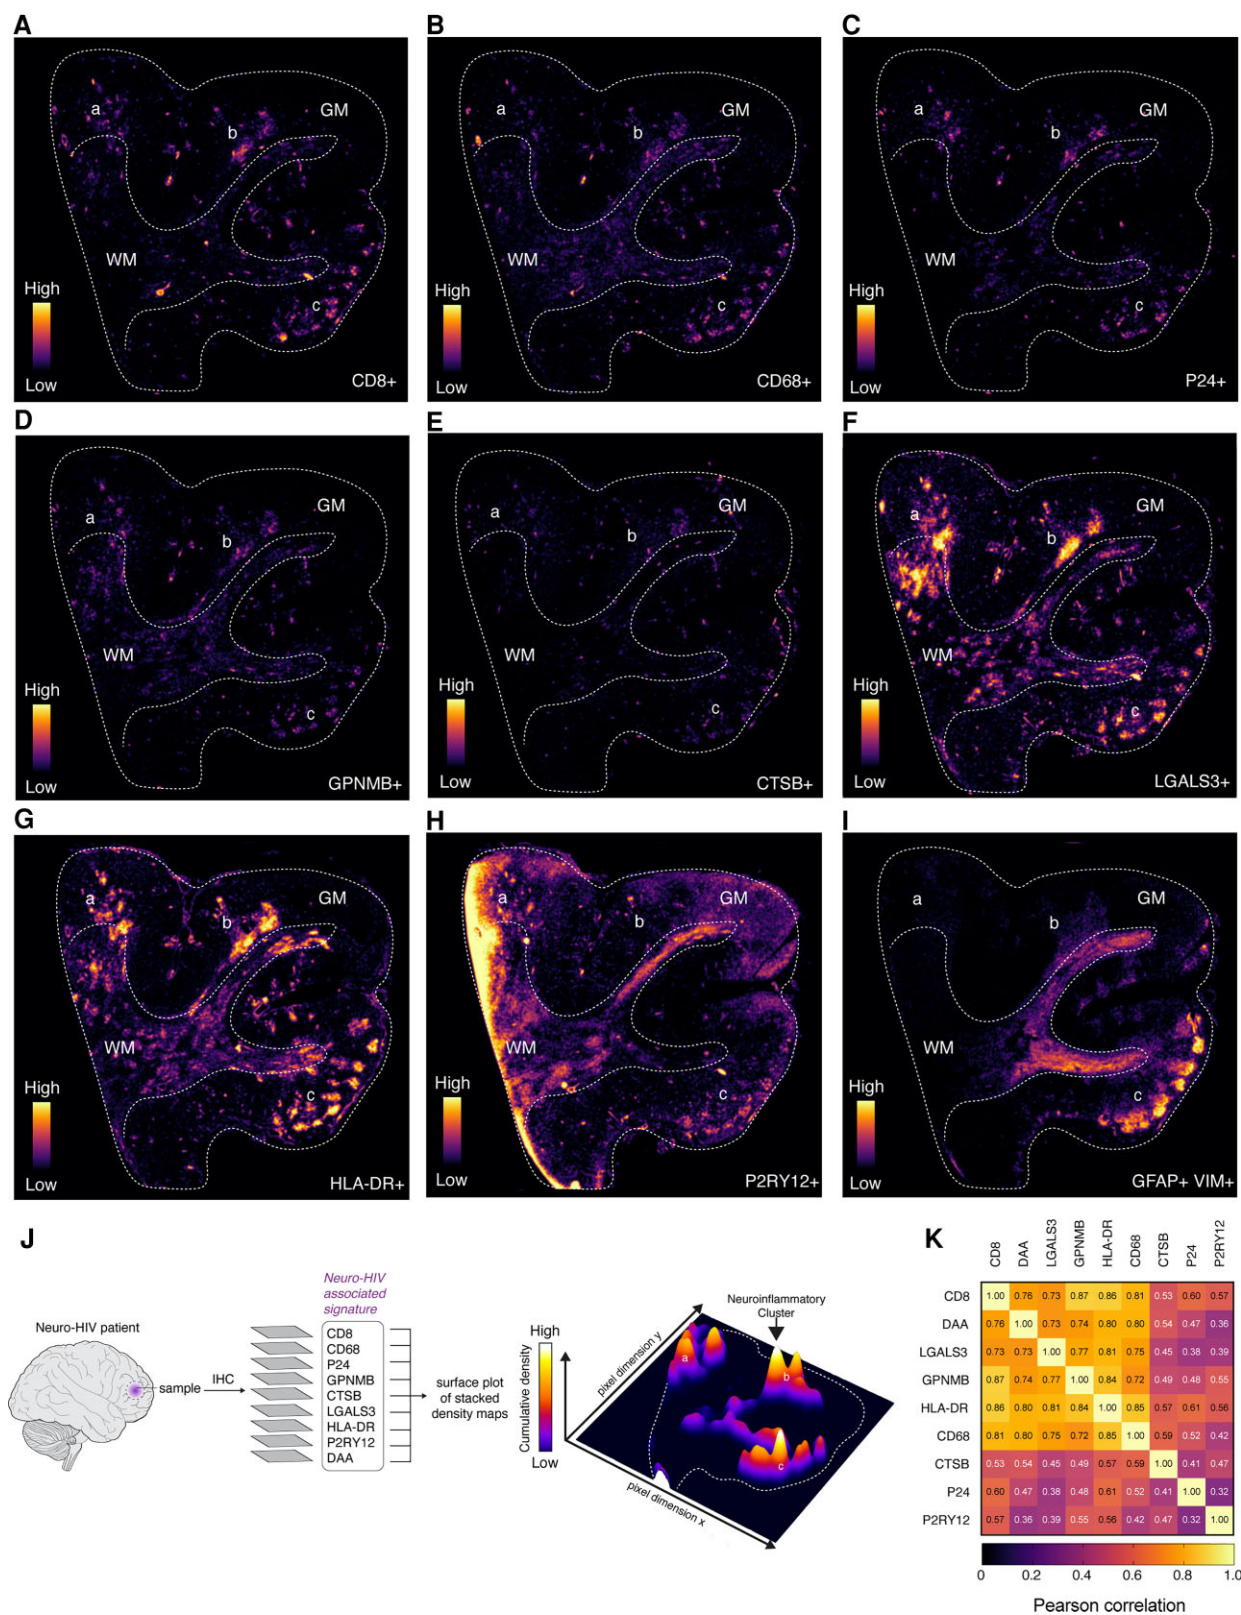 A
a
b
GM
WM
c
High
Low
CD8+
B
a
b
GM
WM
c
High
Low
CD68+
C
a
b
GM
WM
c
High
Low
P24+
D
a
b
GM
WM
c
High
Low
GPNMB+
E
a
b
GM
WM
c
High
Low
CTSB+
F
a
b
GM
WM
c
High
Low
LGALS3+
G
a
b
GM
WM
c
High
Low
HLA-DR+
H
a
b
GM
WM
c
High
Low
P2RY12+
I
a
b
GM
WM
c
High
Low
GFAP+ VIM+
J
Neuro-HIV patient
sample
IHC
Neuro-HIV
associated
signature
CD8
CD68
P24
GPNMB
CTSB
LGALS3
HLA-DR
P2RY12
DAA
surface plot
of stacked
density maps
High
Cumulative density
Low
pixel dimension y
pixel dimension x
Neuroinflammatory
Cluster
a
b
c
K
CD8 DAA LGALS3 GPNMB HLA-DR CD68 CTSB P24 P2RY12
CD8 1.00 0.76 0.73 0.87 0.86 0.81 0.53 0.60 0.57
DAA 0.76 1.00 0.73 0.74 0.80 0.80 0.54 0.47 0.36
LGALS3 0.73 0.73 1.00 0.77 0.81 0.75 0.45 0.38 0.39
GPNMB 0.87 0.74 0.77 1.00 0.84 0.72 0.49 0.48 0.55
HLA-DR 0.86 0.80 0.81 0.84 1.00 0.85 0.57 0.61 0.56
CD68 0.81 0.80 0.75 0.72 0.85 1.00 0.59 0.52 0.42
CTSB 0.53 0.54 0.45 0.49 0.57 0.59 1.00 0.41 0.47
P24 0.60 0.47 0.38 0.48 0.61 0.52 0.41 1.00 0.32
P2RY12 0.57 0.36 0.39 0.55 0.56 0.42 0.47 0.32 1.00
0 0.2 0.4 0.6 0.8 1.0
Pearson correlation